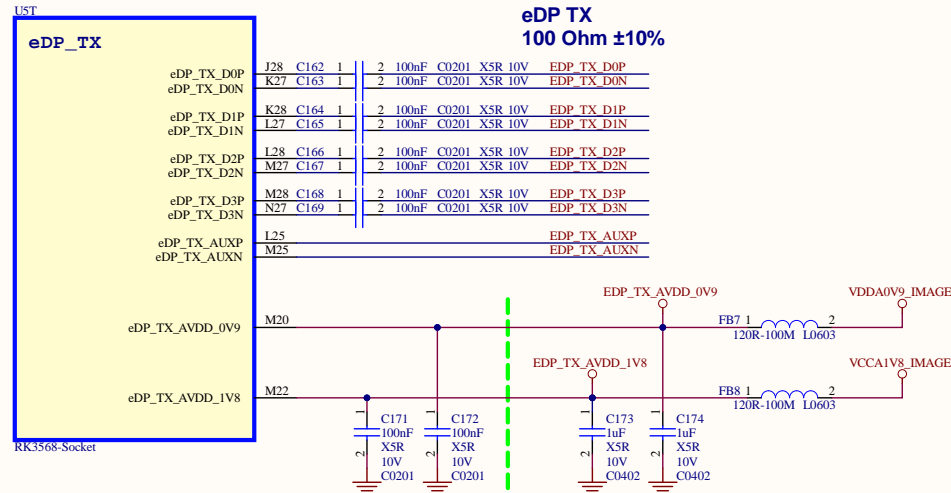 U5T
eDP TX
100 Ohm ±10%
eDP_TX
eDP_TX_D0P J28 C162 1 2 100nF C0201 X5R 10V EDP_TX_D0P
eDP_TX_D0N K27 C163 1 2 100nF C0201 X5R 10V EDP_TX_D0N
eDP_TX_D1P K28 C164 1 2 100nF C0201 X5R 10V EDP_TX_D1P
eDP_TX_D1N L27 C165 1 2 100nF C0201 X5R 10V EDP_TX_D1N
eDP_TX_D2P L28 C166 1 2 100nF C0201 X5R 10V EDP_TX_D2P
eDP_TX_D2N M27 C167 1 2 100nF C0201 X5R 10V EDP_TX_D2N
eDP_TX_D3P M28 C168 1 2 100nF C0201 X5R 10V EDP_TX_D3P
eDP_TX_D3N N27 C169 1 2 100nF C0201 X5R 10V EDP_TX_D3N
eDP_TX_AUXP L25 EDP_TX_AUXP
eDP_TX_AUXN M25 EDP_TX_AUXN
EDP_TX_AVDD_0V9 VDDA0V9_IMAGE
eDP_TX_AVDD_0V9 M20 FB7 1 2
120R-100M L0603
EDP_TX_AVDD_1V8 VCCA1V8_IMAGE
eDP_TX_AVDD_1V8 M22 FB8 1 2
120R-100M L0603
1 C171 1 C172 1 C173 1 C174
100nF 100nF 1uF 1uF
X5R X5R X5R X5R
2 10V 2 10V 2 10V 2 10V
C0201 C0201 C0402 C0402
RK3568-Socket